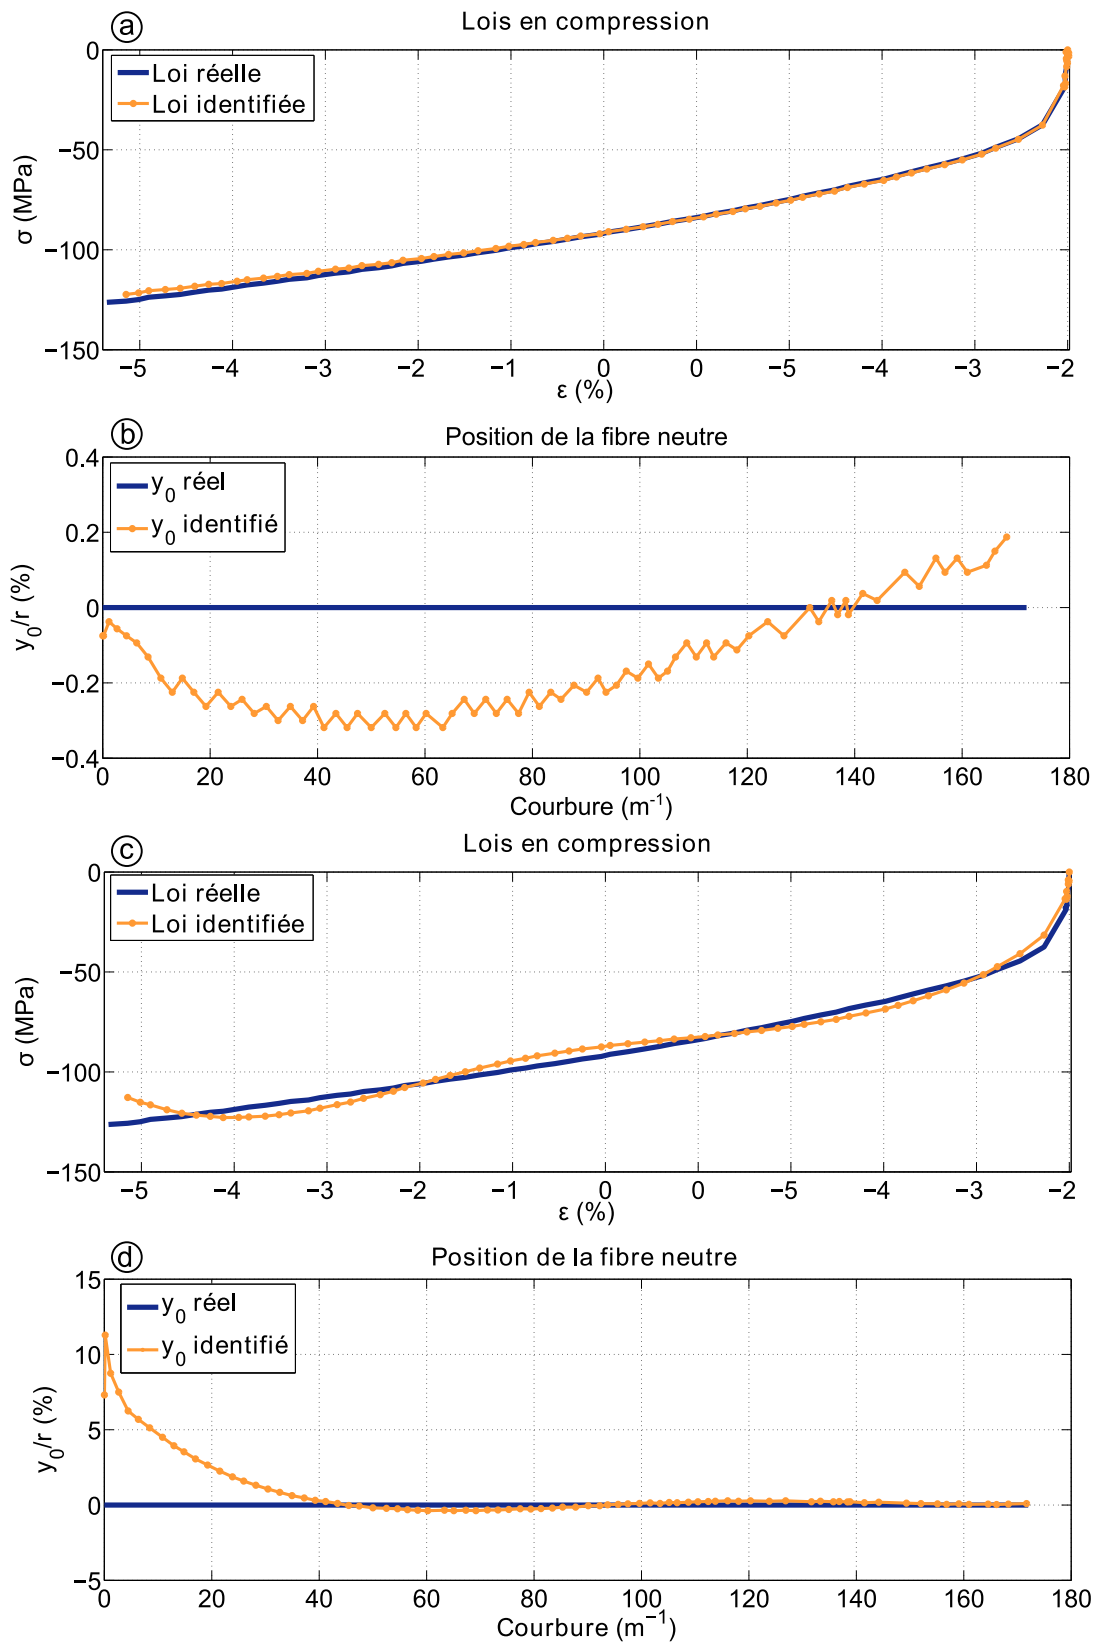 a
Lois en compression
Loi réelle
Loi identifiée
0
−50
−100
−150
σ (MPa)
−5 −4 −3 −2 −1 0 0 −5 −4 −3 −2
ε (%)
b
Position de la fibre neutre
y0 réel
y0 identifié
0.4
0.2
0
−0.2
−0.4
y0/r (%)
0 20 40 60 80 100 120 140 160 180
Courbure (m-1)
c
Lois en compression
Loi réelle
Loi identifiée
0
−50
−100
−150
σ (MPa)
−5 −4 −3 −2 −1 0 0 −5 −4 −3 −2
ε (%)
d
Position de la fibre neutre
y0 réel
y0 identifié
15
10
5
0
−5
y0/r (%)
0 20 40 60 80 100 120 140 160 180
Courbure (m−1)